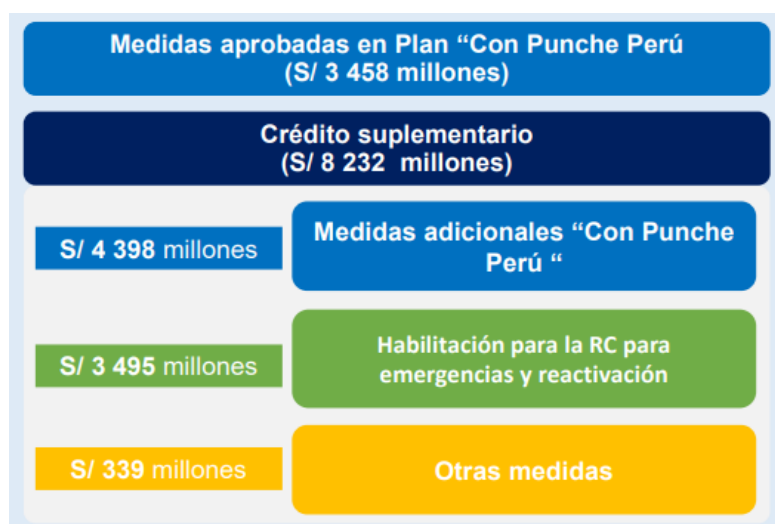 Medidas aprobadas en Plan “Con Punche Perú
(S/ 3 458 millones)
Crédito suplementario
(S/ 8 232 millones)
S/ 4 398 millones
Medidas adicionales “Con Punche
Perú “
S/ 3 495 millones
Habilitación para la RC para
emergencias y reactivación
S/ 339 millones
Otras medidas